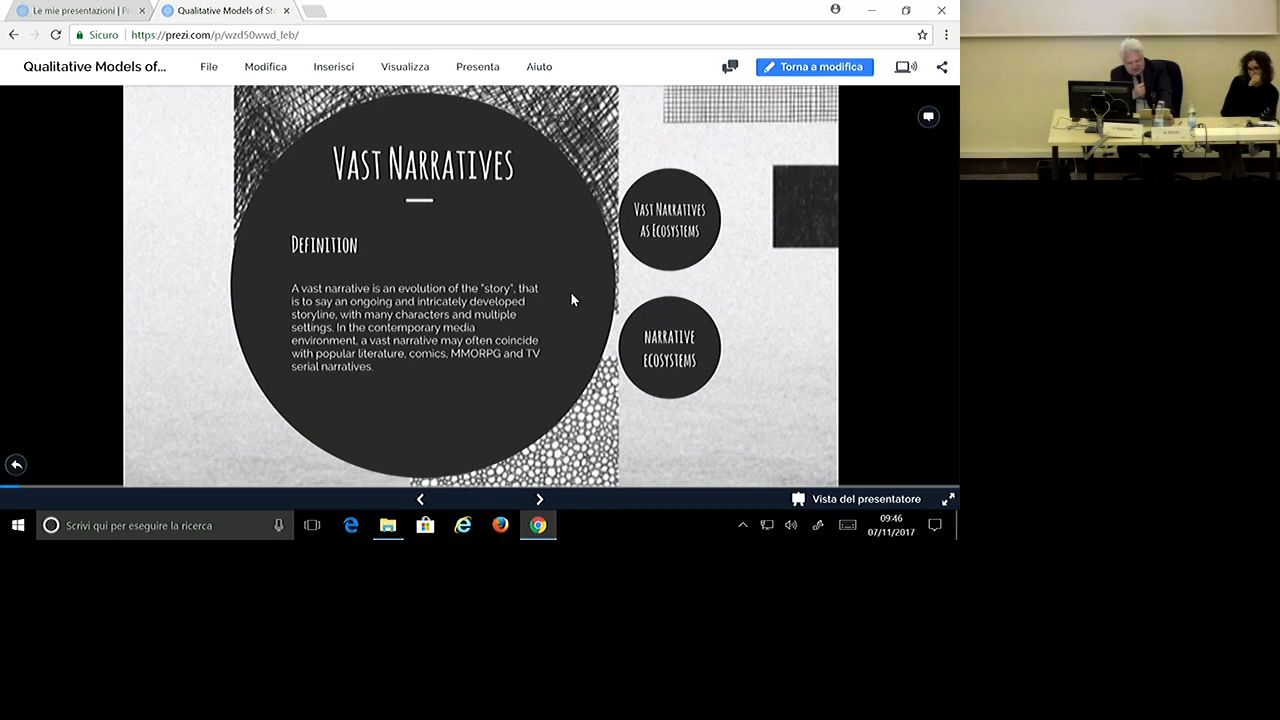 Le mie presentazioni | Pr
Qualitative Models of Sto
Sicuro
https://prezi.com/p/wzd50wwd_leb/
Qualitative Models of...
File
Modifica
Inserisci
Visualizza
Presenta
Aiuto
Torna a modifica
Vast Narratives
Definition
A vast narrative is an evolution of the "story", that
is to say an ongoing and intricately developed
storyline, with many characters and multiple
settings. In the contemporary media
environment, a vast narrative may often coincide
with popular literature, comics, MMORPG and TV
serial narratives.
Vast Narratives
as Ecosystems
Narrative
Ecosystems
Vista del presentatore
Scrivi qui per eseguire la ricerca
09:46
07/11/2017